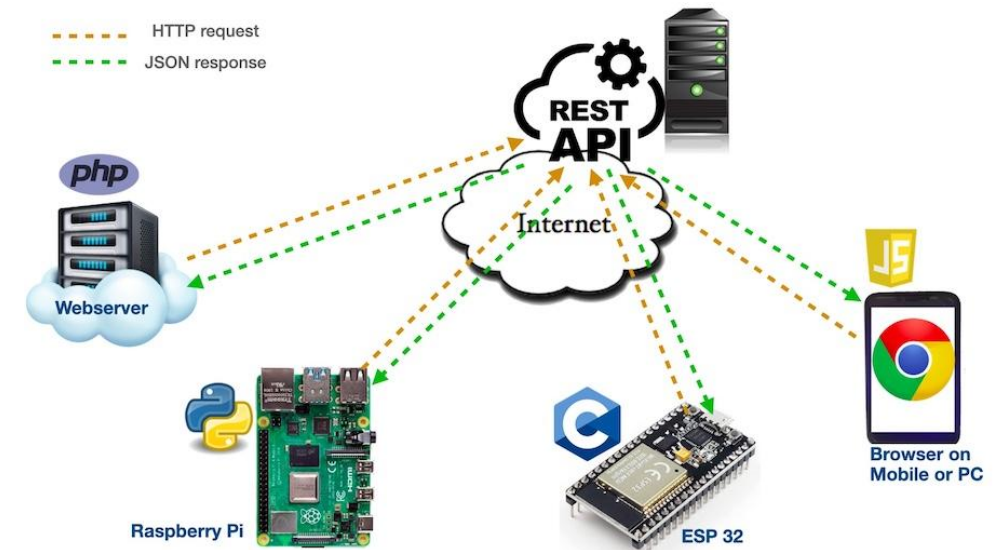 HTTP request
JSON response
REST
API
php
Internet
Webserver
JS
Browser on
Mobile or PC
C
Raspberry Pi
ESP 32
HDMI